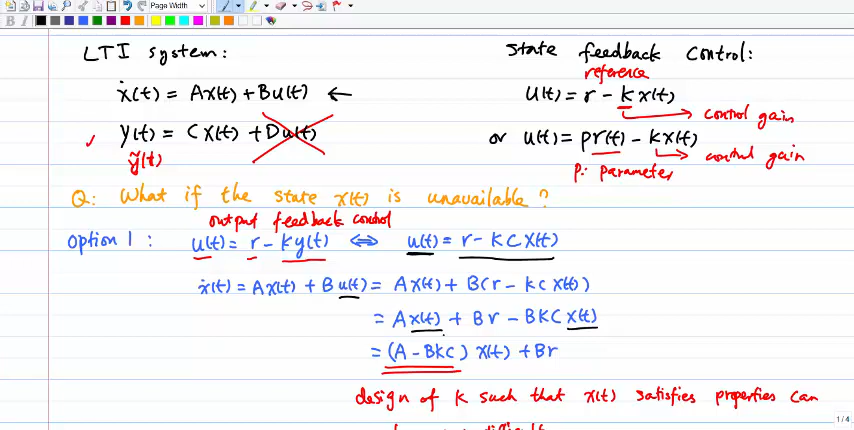 Page Width
LTI system:
ẋ(t) = Ax(t) + Bu(t) ←
✓ y(t) = Cx(t) + Du(t)
ỹ(t)
State feedback control:
reference
u(t) = r - kx(t)
control gain
or u(t) = pr(t) - kx(t)
control gain
p: parameter
Q: What if the state x(t) is unavailable?
output feedback control
Option 1: u(t) = r - ky(t) ⇔ u(t) = r - kCx(t)
ẋ(t) = Ax(t) + Bu(t) = Ax(t) + B(r - kCx(t))
= Ax(t) + Br - BKCx(t)
= (A - BKC) x(t) + Br
design of K such that x(t) satisfies properties can
1/4